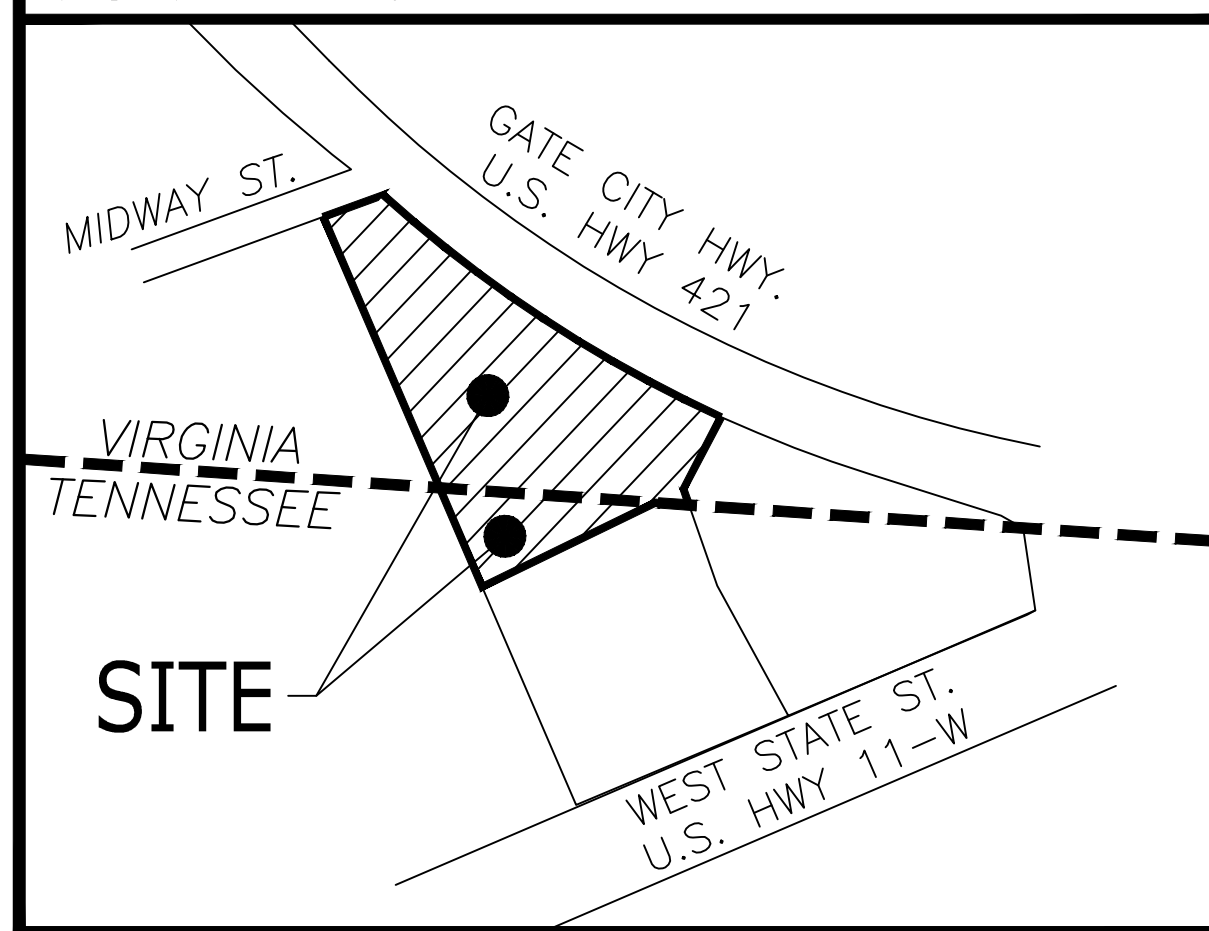 GATE CITY HWY.
U.S. HWY 421
MIDWAY ST.
VIRGINIA
TENNESSEE
SITE
WEST STATE ST.
U.S. HWY 11-W